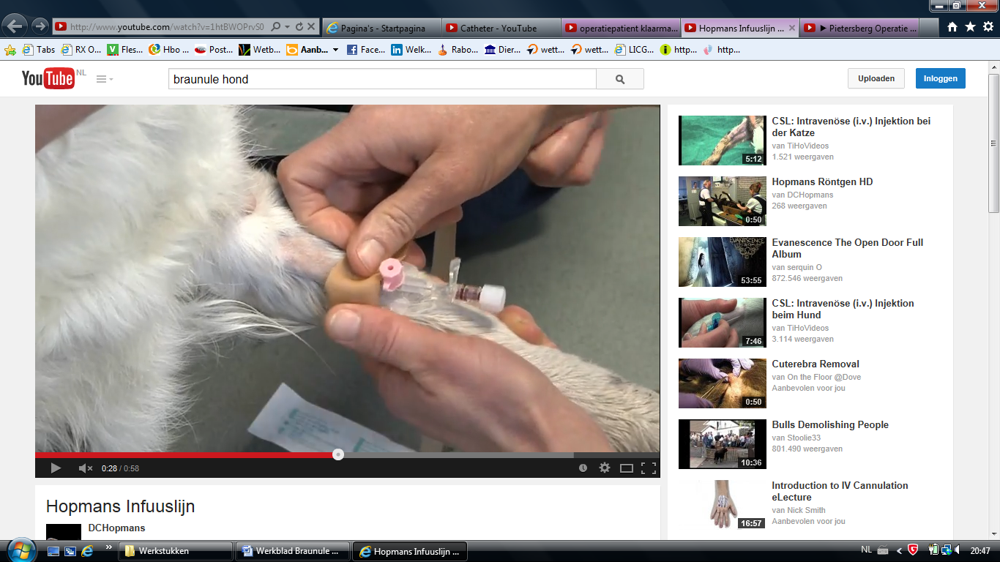 http://www.youtube.com/watch?v=1htBWOPrvS0
Pagina's - Startpagina
Catheter - YouTube
operatiepatient klaarma...
Hopmans Infuuslijn ...
► Pietersberg Operatie ...
Tabs
RX O...
Fles...
Hbo ...
Post...
Wetb...
Aanb...
Face...
Welk...
Rabo...
Dier...
wett...
wett...
LICG...
http...
http...
YouTube NL
braunule hond
Uploaden
Inloggen
CSL: Intravenöse (i.v.) Injektion bei
der Katze
van TiHoVideos
1.521 weergaven
5:12
Hopmans Röntgen HD
van DCHopmans
268 weergaven
0:50
EVANESCENCE
Evanescence The Open Door Full
Album
van serquin O
872.546 weergaven
53:55
CSL: Intravenöse (i.v.) Injektion
beim Hund
van TiHoVideos
3.114 weergaven
7:46
Cuterebra Removal
van On the Floor @Dove
Aanbevolen voor jou
0:50
Bulls Demolishing People
van Stoolie33
801.490 weergaven
10:36
Introduction to IV Cannulation
eLecture
van Nick Smith
Aanbevolen voor jou
16:57
0:28 / 0:58
Hopmans Infuuslijn
DCHopmans
Werkstukken
Werkblad Braunule ...
Hopmans Infuuslijn ...
NL
20:47